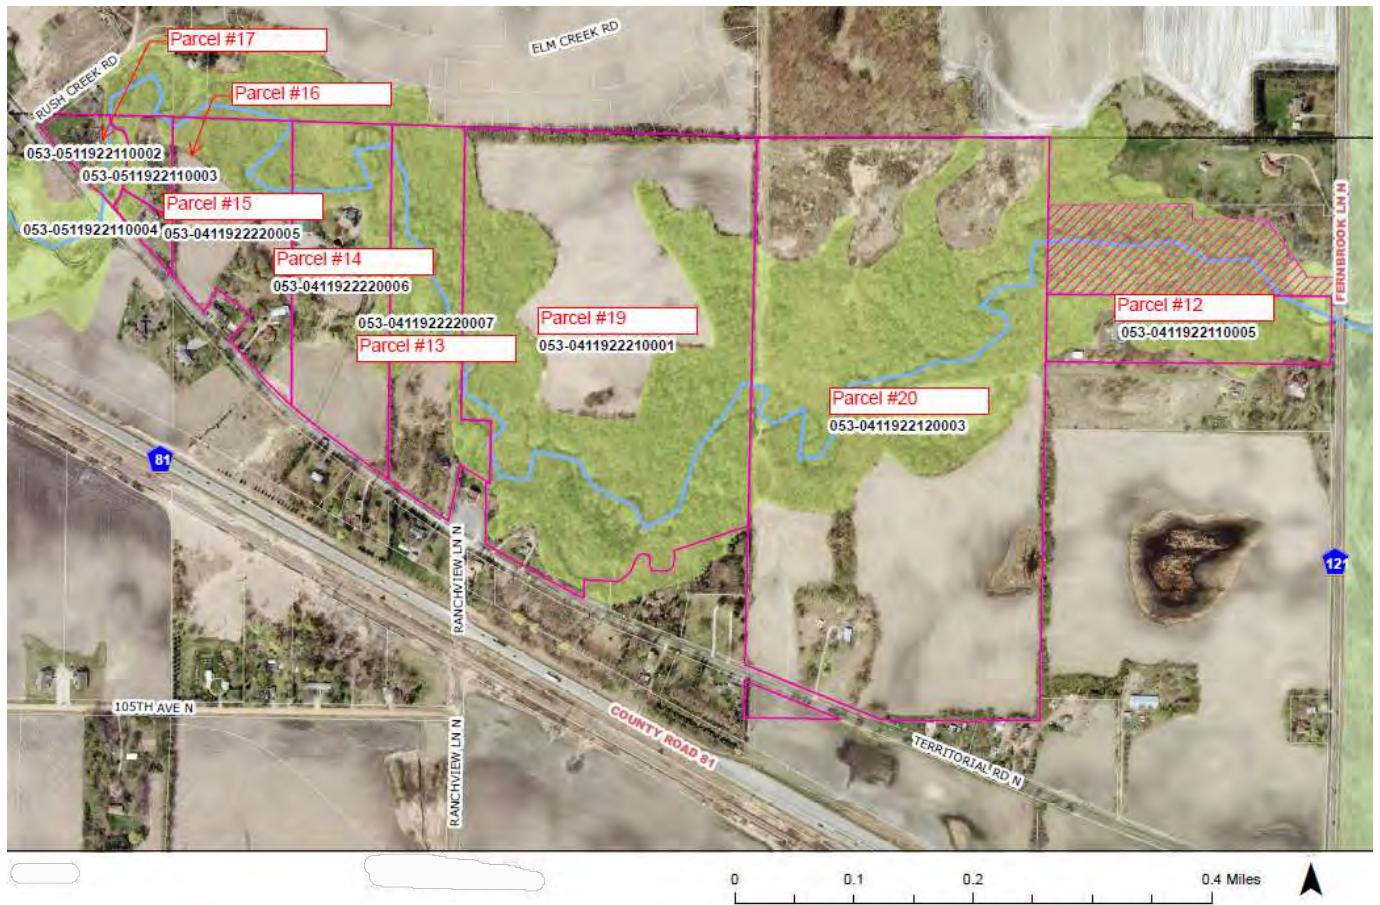 Parcel #17
ELM CREEK RD
RUSH CREEK RD
Parcel #16
053-0511922110002
053-0511922110003
Parcel #15
053-0511922110004
053-0411922220005
Parcel #14
053-0411922220006
FERNBROOK LN N
Parcel #12
053-0411922110005
Parcel #19
053-0411922210001
053-0411922220007
Parcel #13
Parcel #20
053-0411922120003
81
121
RANCHVIEW LN N
105TH AVE N
COUNTY ROAD 81
RANCHVIEW LN N
TERRITORIAL RD N
0 0.1 0.2 0.4 Miles